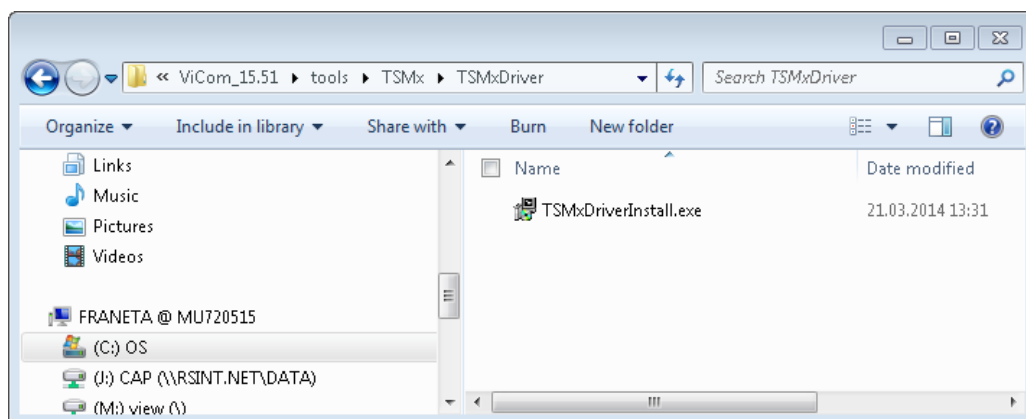 « ViCom_15.51 ▸ tools ▸ TSMx ▸ TSMxDriver
Search TSMxDriver
Organize ▾ Include in library ▾ Share with ▾ Burn New folder
Links
Music
Pictures
Videos
FRANETA @ MU720515
(C:) OS
(J:) CAP (\\RSINT.NET\DATA)
(M:) view (\\)
Name Date modified
TSMxDriverInstall.exe 21.03.2014 13:31